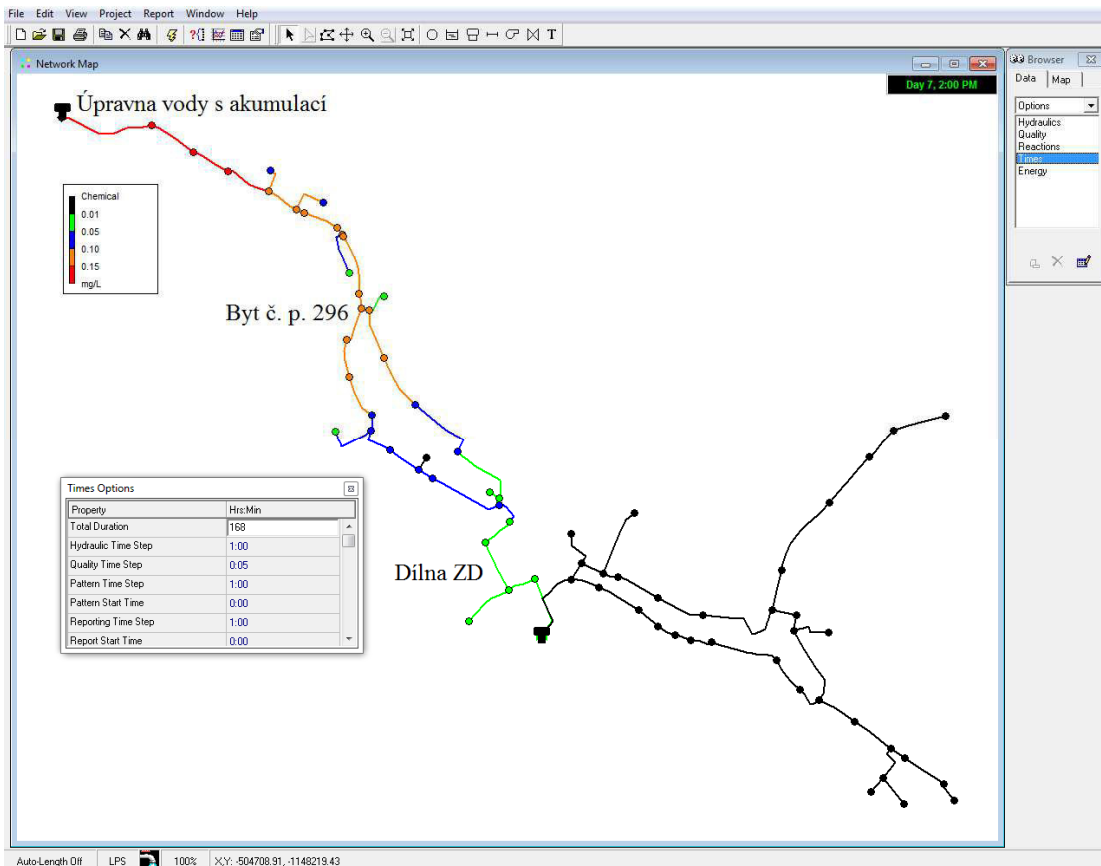 File Edit View Project Report Window Help
T
Network Map
Day 7, 2:00 PM
Browser
Data Map
Options
Hydraulics
Quality
Reactions
Times
Energy
Úpravna vody s akumulací
Chemical
0.01
0.05
0.10
0.15
mg/L
Byt č. p. 296
Times Options
Property Hrs:Min
Total Duration 168
Hydraulic Time Step 1:00
Quality Time Step 0:05
Pattern Time Step 1:00
Pattern Start Time 0:00
Reporting Time Step 1:00
Report Start Time 0:00
Dílna ZD
Auto-Length Off LPS 100% X,Y: -504708.91, -1148219.43